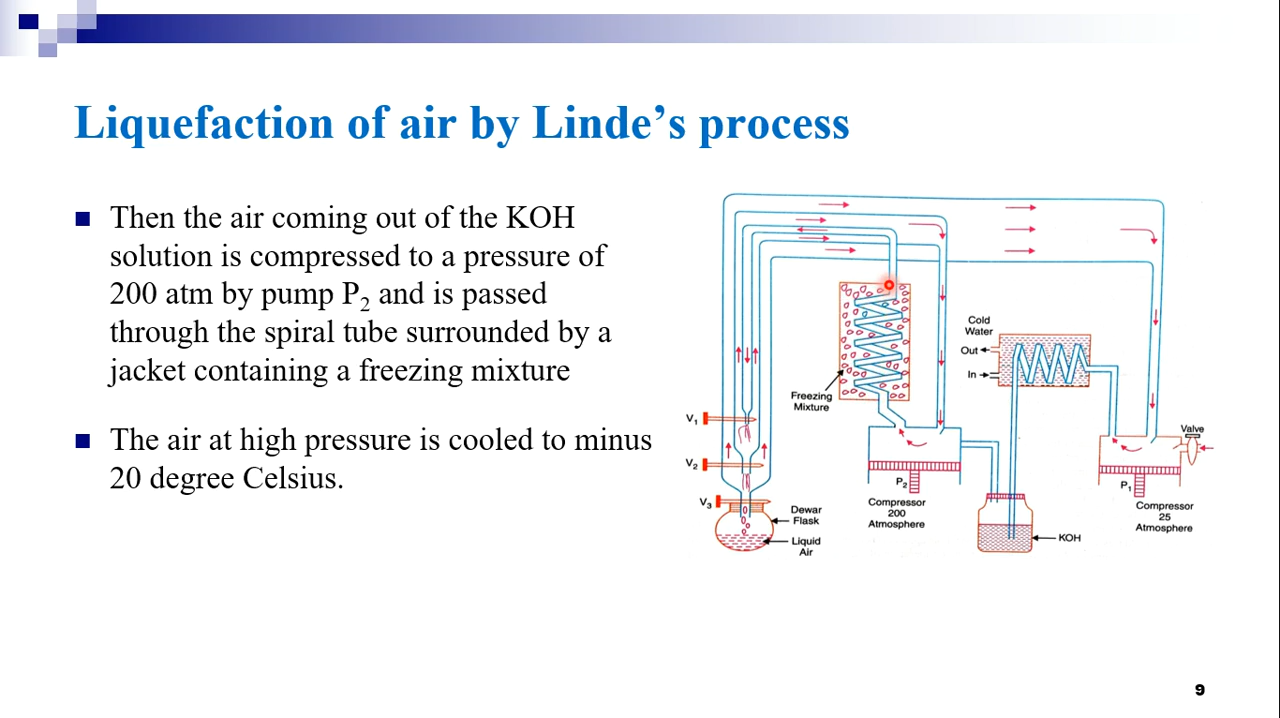 Liquefaction of air by Linde’s process
Then the air coming out of the KOH
solution is compressed to a pressure of
200 atm by pump P₂ and is passed
through the spiral tube surrounded by a
jacket containing a freezing mixture
The air at high pressure is cooled to minus
20 degree Celsius.
Cold
Water
Out
In
Freezing
Mixture
V₁
V₂
V₃
Dewar
Flask
Liquid
Air
P₂
Compressor
200
Atmosphere
KOH
Valve
P₁
Compressor
25
Atmosphere
9